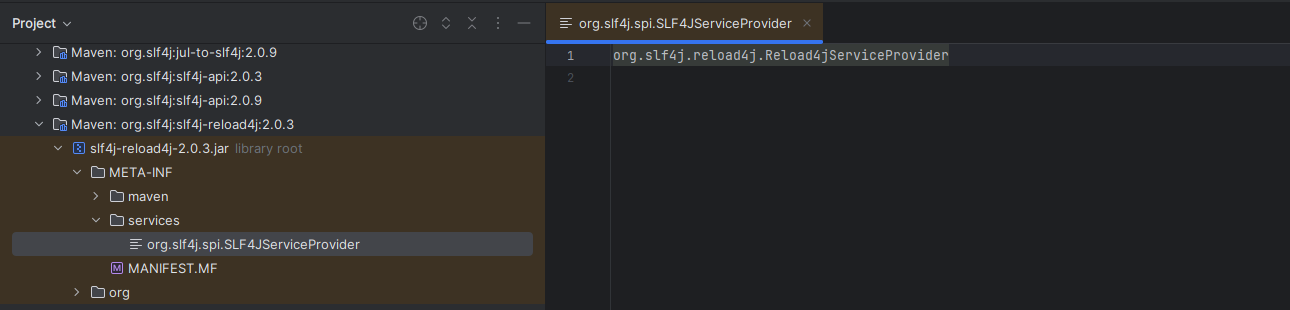 Project
Maven: org.slf4j:jul-to-slf4j:2.0.9
Maven: org.slf4j:slf4j-api:2.0.3
Maven: org.slf4j:slf4j-api:2.0.9
Maven: org.slf4j:slf4j-reload4j:2.0.3
slf4j-reload4j-2.0.3.jar library root
META-INF
maven
services
org.slf4j.spi.SLF4JServiceProvider
M MANIFEST.MF
org
org.slf4j.spi.SLF4JServiceProvider
1 org.slf4j.reload4j.Reload4jServiceProvider
2